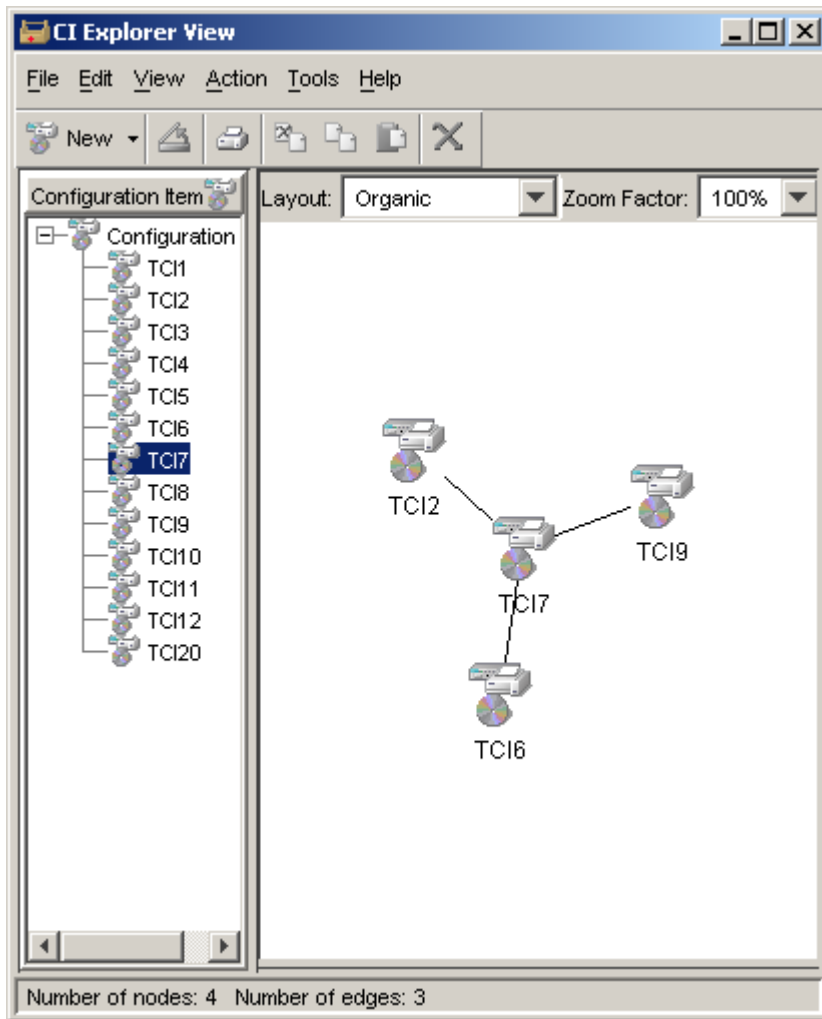 CI Explorer View
File Edit View Action Tools Help
New
Configuration Item
Layout: Organic Zoom Factor: 100%
Configuration
TCI1
TCI2
TCI3
TCI4
TCI5
TCI6
TCI7
TCI8
TCI9
TCI10
TCI11
TCI12
TCI20
TCI2
TCI9
TCI7
TCI6
Number of nodes: 4 Number of edges: 3